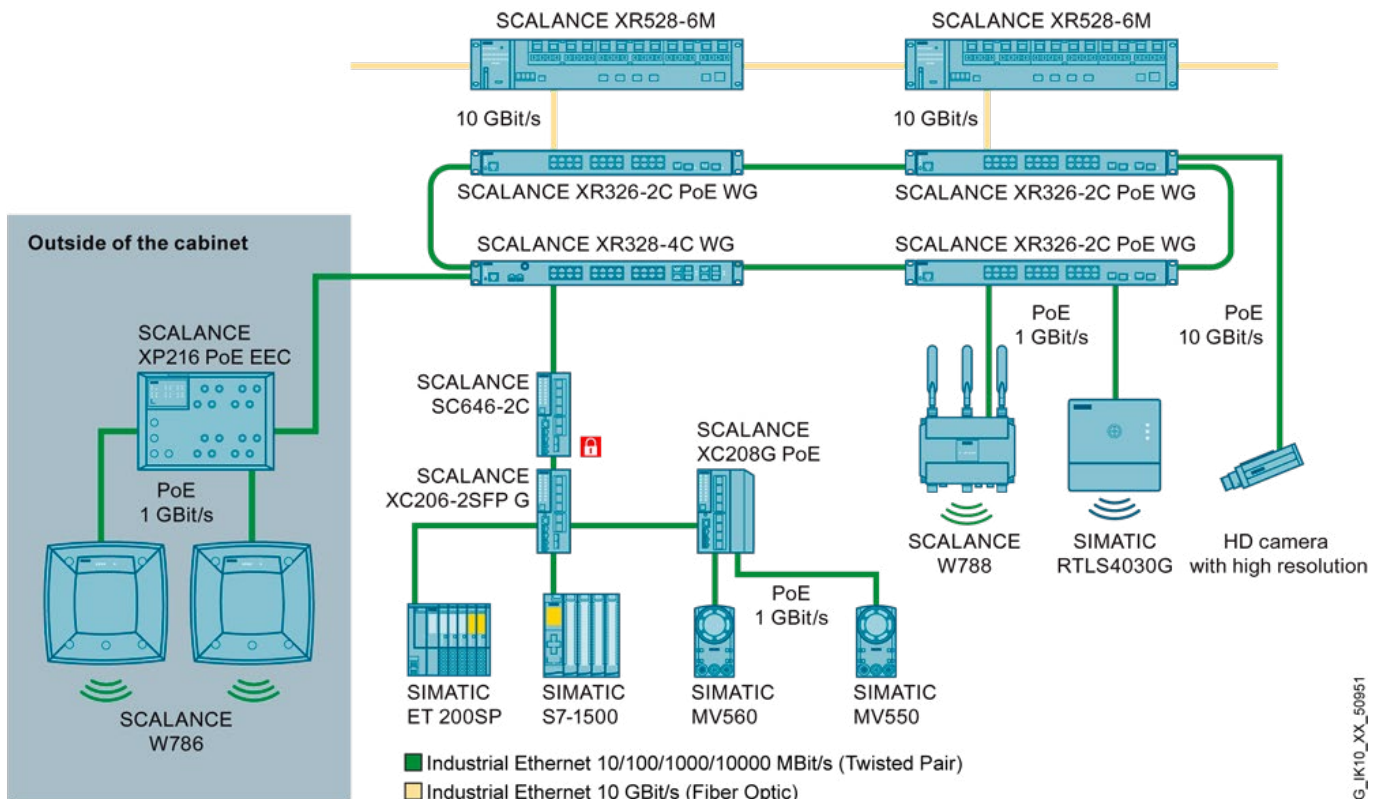 SCALANCE XR528-6M
SCALANCE XR528-6M
10 GBit/s
10 GBit/s
SCALANCE XR326-2C PoE WG
SCALANCE XR326-2C PoE WG
Outside of the cabinet
SCALANCE XR328-4C WG
SCALANCE XR326-2C PoE WG
PoE
1 GBit/s
PoE
10 GBit/s
SCALANCE
XP216 PoE EEC
SCALANCE
SC646-2C
SCALANCE
XC208G PoE
SCALANCE
XC206-2SFP G
PoE
1 GBit/s
SCALANCE
W788
SIMATIC
RTLS4030G
HD camera
with high resolution
PoE
1 GBit/s
SIMATIC
ET 200SP
SIMATIC
S7-1500
SIMATIC
MV560
SIMATIC
MV550
SCALANCE
W786
Industrial Ethernet 10/100/1000/10000 MBit/s (Twisted Pair)
Industrial Ethernet 10 GBit/s (Fiber Optic)
G_IK10_XX_50951